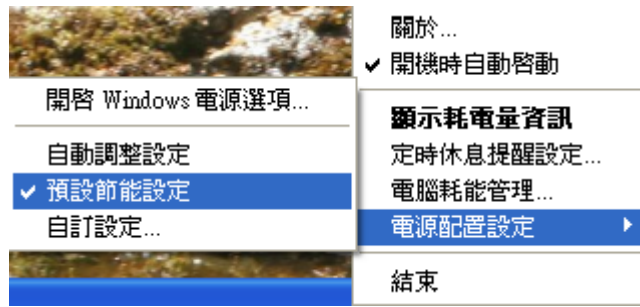 關於...
開機時自動啓動
顯示耗電量資訊
定時休息提醒設定...
電腦耗能管理...
電源配置設定
結束
開啓 Windows 電源選項...
自動調整設定
預設節能設定
自訂設定...